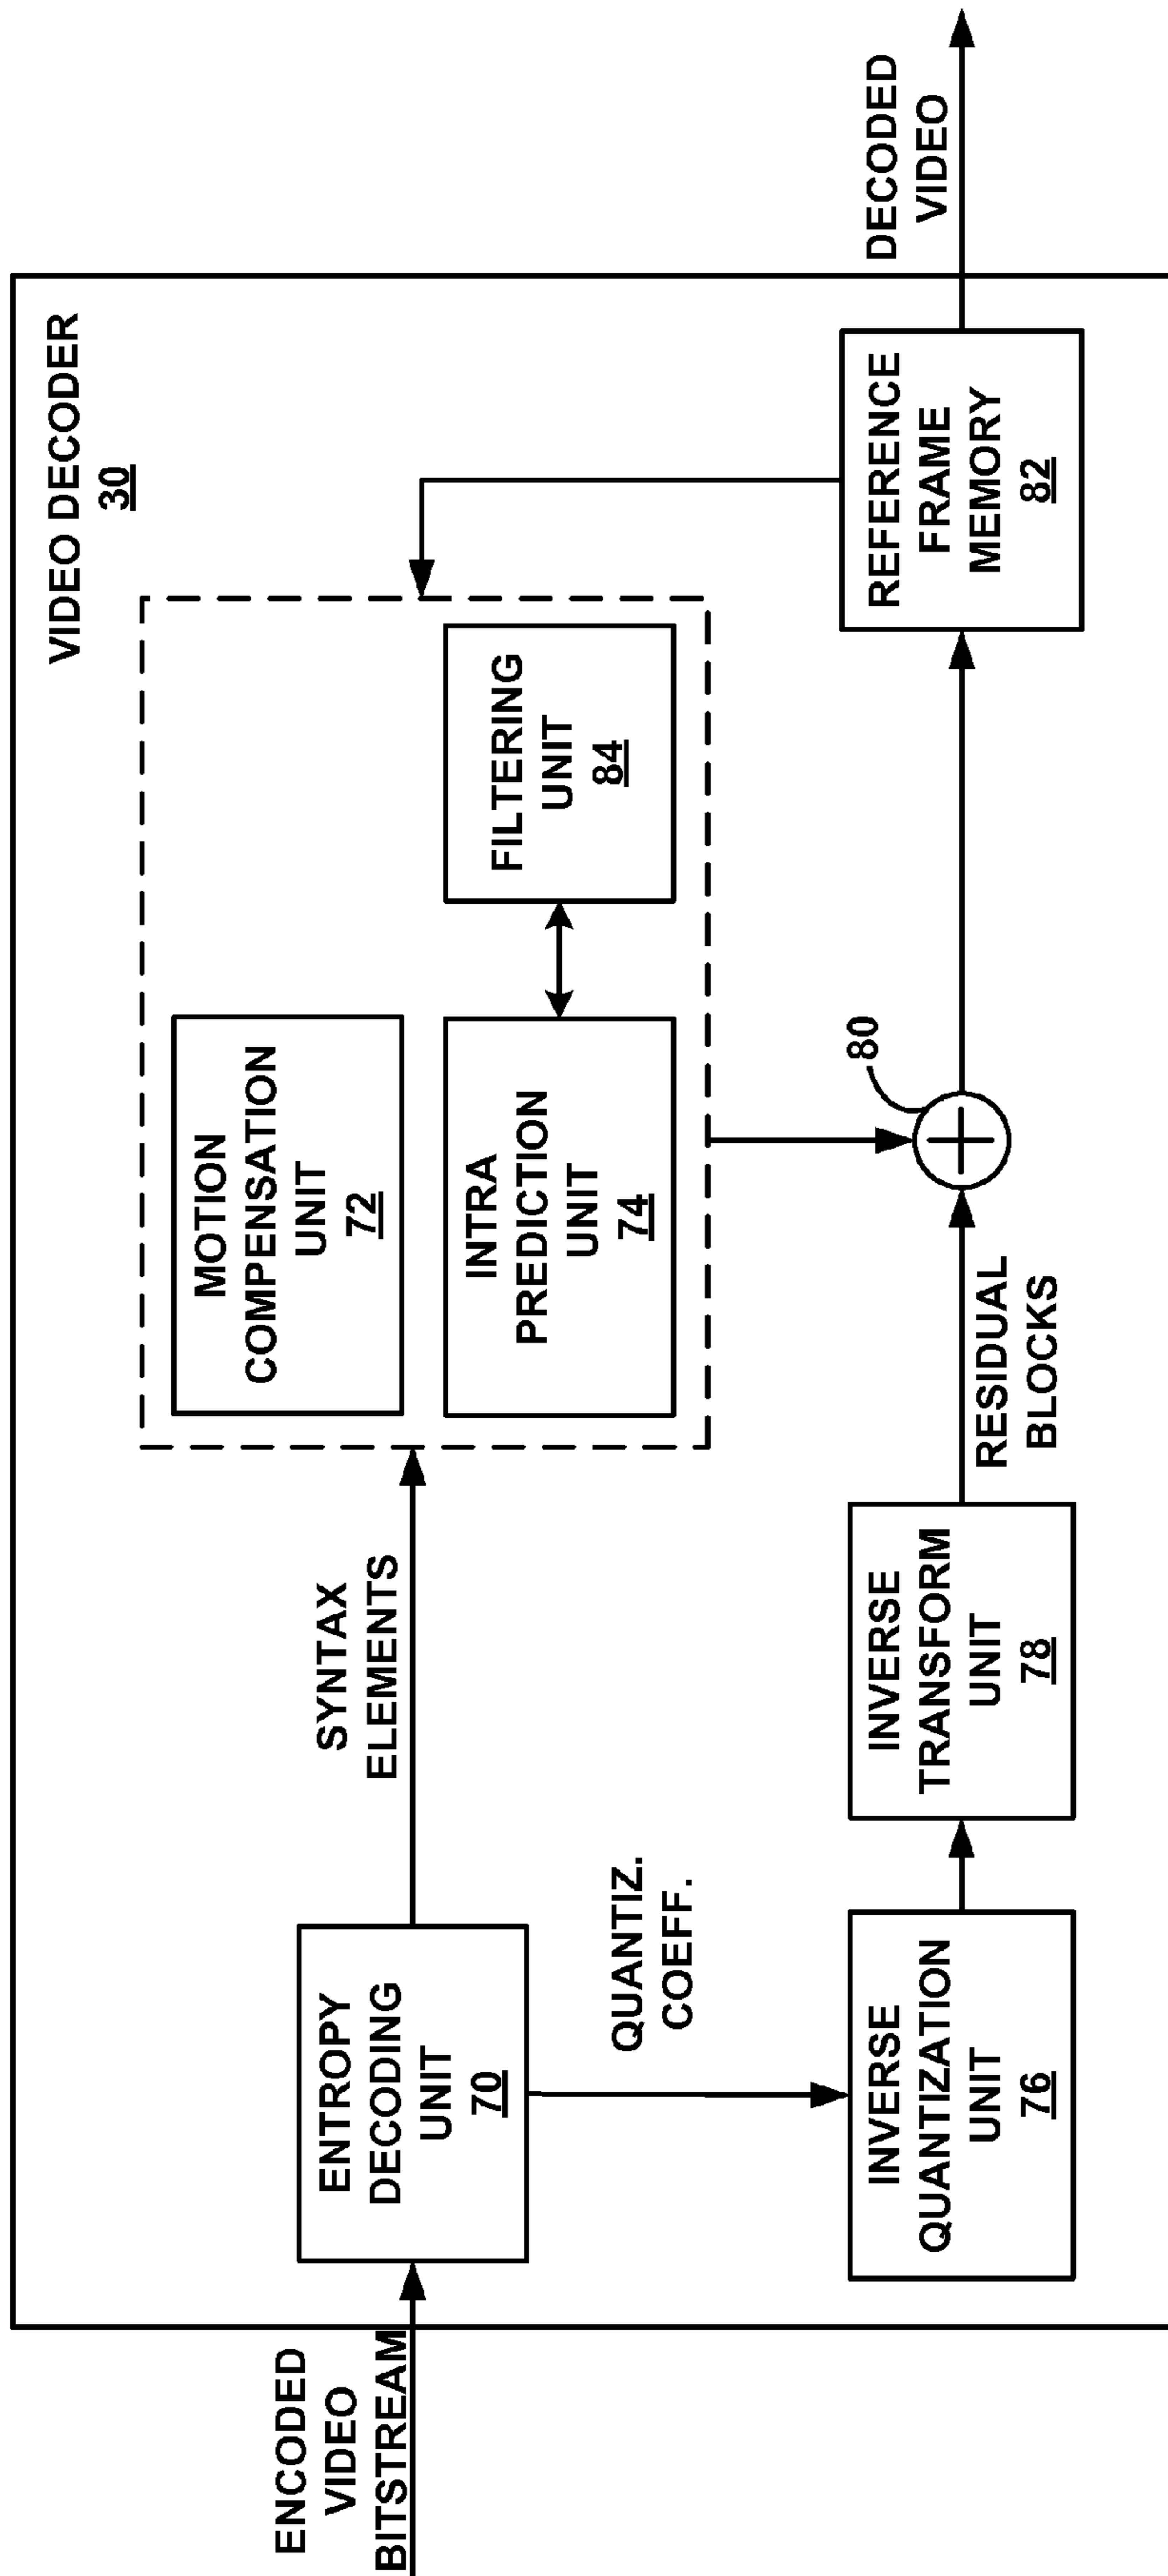 VIDEO DECODER
30
ENCODED
VIDEO
BITSTREAM
ENTROPY
DECODING
UNIT
70
SYNTAX
ELEMENTS
QUANTIZ.
COEFF.
MOTION
COMPENSATION
UNIT
72
INTRA
PREDICTION
UNIT
74
FILTERING
UNIT
84
INVERSE
QUANTIZATION
UNIT
76
INVERSE
TRANSFORM
UNIT
78
RESIDUAL
BLOCKS
80
REFERENCE
FRAME
MEMORY
82
DECODED
VIDEO